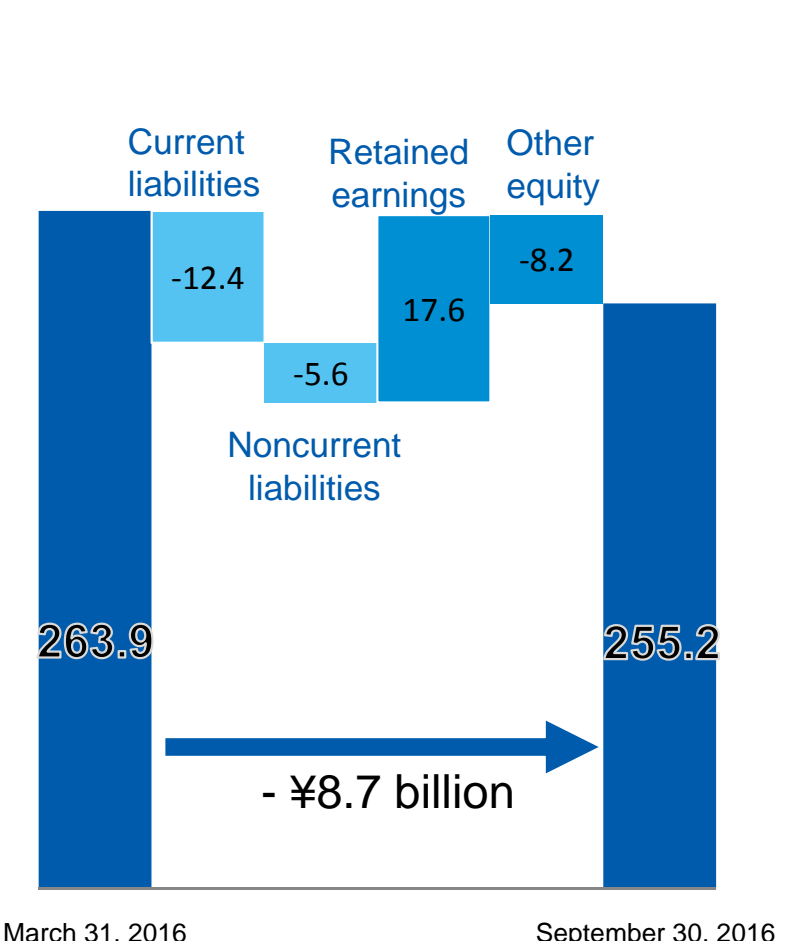 Current
liabilities
Retained
earnings
Other
equity
-12.4
-8.2
17.6
-5.6
Noncurrent
liabilities
263.9
255.2
- ¥8.7 billion
March 31, 2016
September 30, 2016